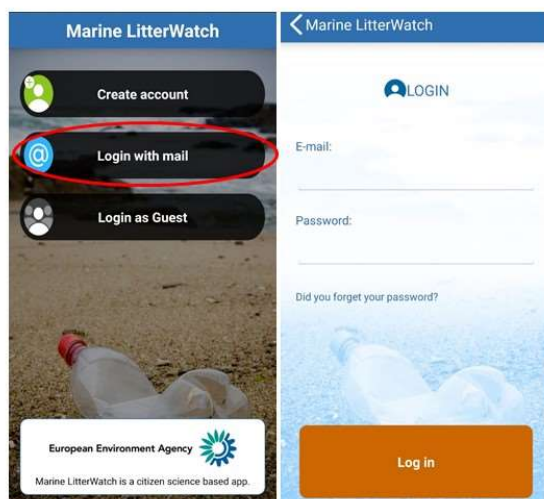 Marine LitterWatch
Create account
@
Login with mail
Login as Guest
European Environment Agency
Marine LitterWatch is a citizen science based app.
Marine LitterWatch
LOGIN
E-mail:
Password:
Did you forget your password?
Log in